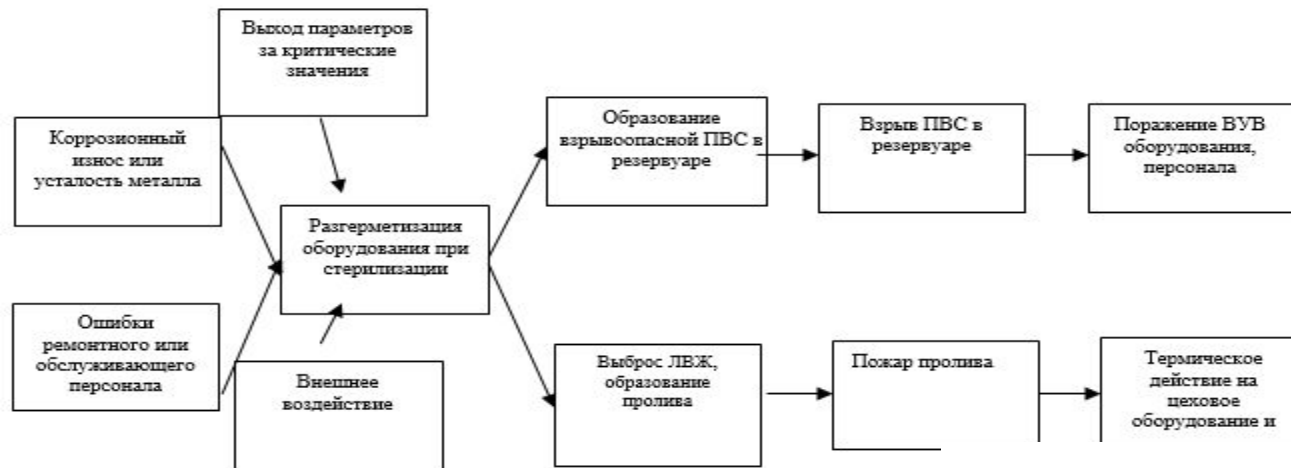 Выход параметров
за критические
значения
Коррозионный
износ или
усталость металла
Ошибки
ремонтного или
обслуживающего
персонала
Внешнее
воздействие
Разгерметизация
оборудования при
стерилизации
Образование
взрывоопасной ПВС в
резервуаре
Взрыв ПВС в
резервуаре
Поражение ВУВ
оборудования,
персонала
Выброс ЛВЖ,
образование
пролива
Пожар пролива
Термическое
действие на
цеховое
оборудование и